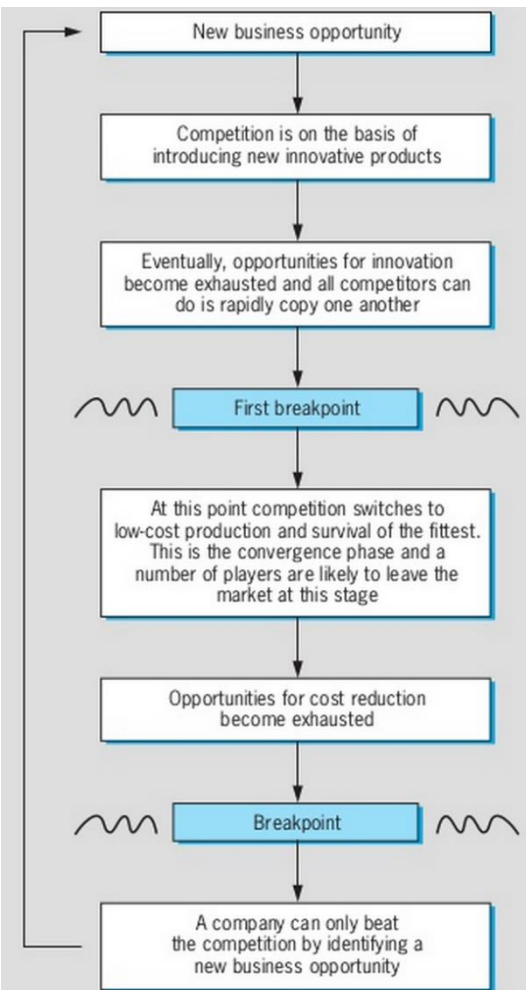 New business opportunity
Competition is on the basis of
introducing new innovative products
Eventually, opportunities for innovation
become exhausted and all competitors can
do is rapidly copy one another
First breakpoint
At this point competition switches to
low-cost production and survival of the fittest.
This is the convergence phase and a
number of players are likely to leave the
market at this stage
Opportunities for cost reduction
become exhausted
Breakpoint
A company can only beat
the competition by identifying a
new business opportunity